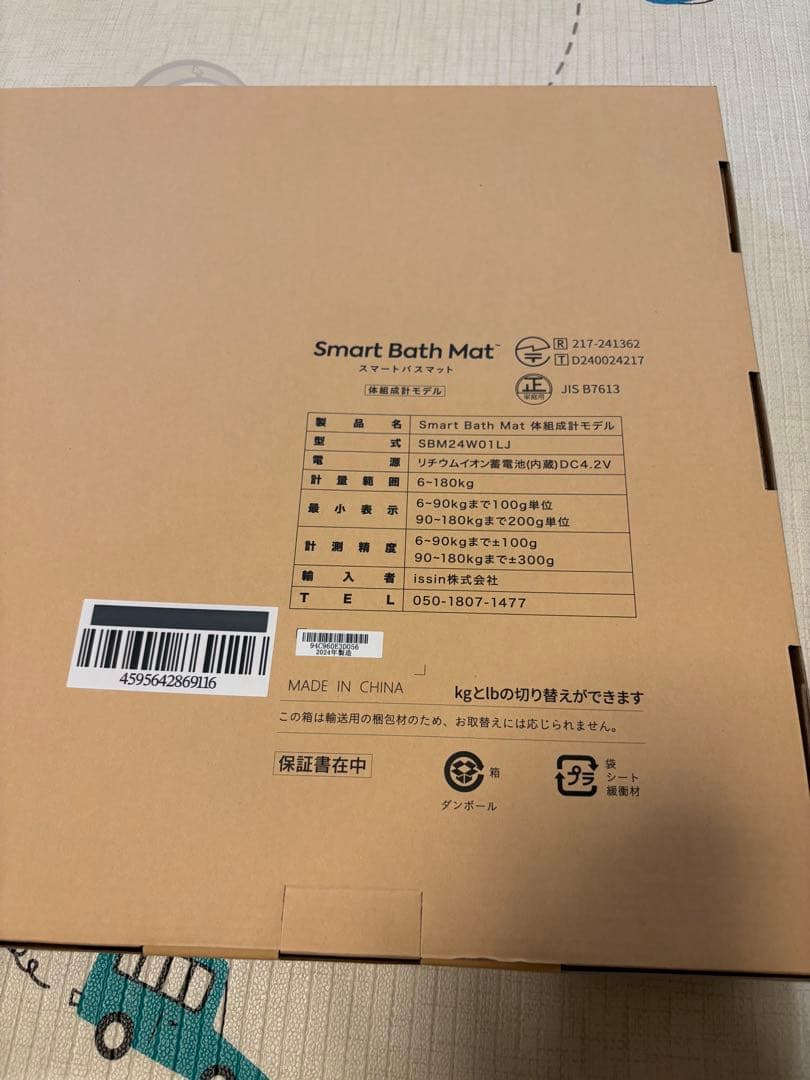 Smart Bath Mat™
スマートバスマット
体組成計モデル
R 217-241362
T D240024217
正 家庭用 JIS B7613
製品名 Smart Bath Mat 体組成計モデル
型式 SBM24W01LJ
電源 リチウムイオン蓄電池(内蔵)DC4.2V
計量範囲 6~180kg
最小表示 6~90kgまで100g単位
90~180kgまで200g単位
計測精度 6~90kgまで±100g
90~180kgまで±300g
輸入者 issin株式会社
TEL 050-1807-1477
4595642869116
94C960E3D056
2024年製造
MADE IN CHINA
kgとlbの切り替えができます
この箱は輸送用の梱包材のため、お取替えには応じられません。
保証書在中
箱
ダンボール
プラ
袋
シート
緩衝材